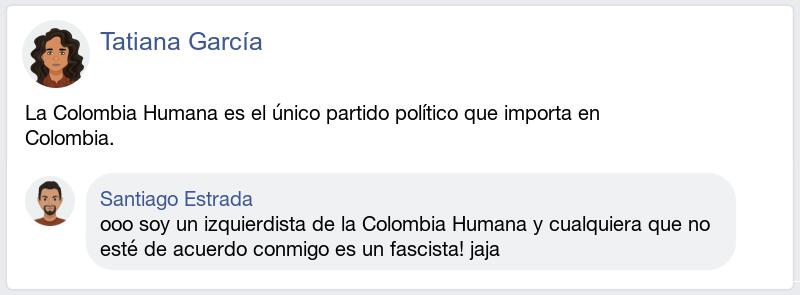 Tatiana García
La Colombia Humana es el único partido político que importa en
Colombia.
Santiago Estrada
ooo soy un izquierdista de la Colombia Humana y cualquiera que no
esté de acuerdo conmigo es un fascista! jaja